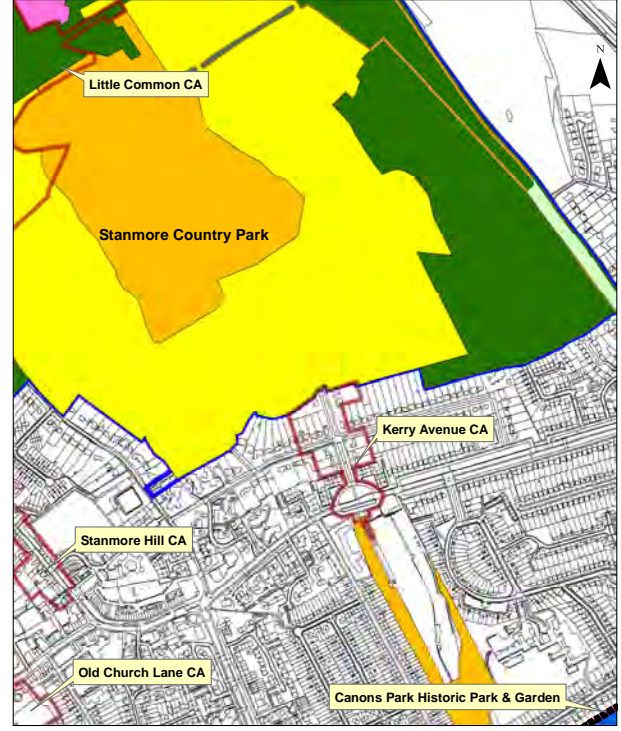 N
Little Common CA
Stanmore Country Park
Kerry Avenue CA
Stanmore Hill CA
Old Church Lane CA
Canons Park Historic Park & Garden